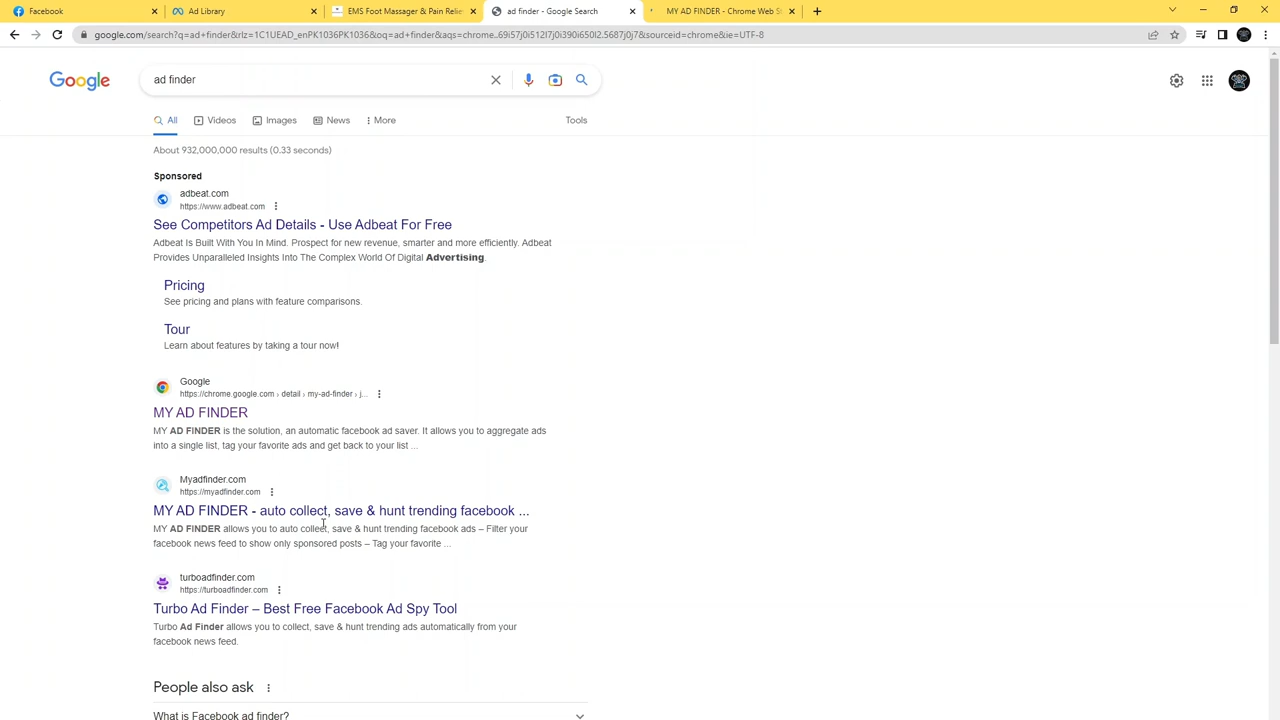 Facebook
Ad Library
EMS Foot Massager & Pain Relie
ad finder - Google Search
MY AD FINDER - Chrome Web S
google.com/search?q=ad+finder&rlz=1C1UEAD_enPK1036PK1036&oq=ad+finder&aqs=chrome..69i57j0i512l7j0i390i650l2.5687j0j7&sourceid=chrome&ie=UTF-8
Google
ad finder
All
Videos
Images
News
More
Tools
About 932,000,000 results (0.33 seconds)
Sponsored
adbeat.com
https://www.adbeat.com
See Competitors Ad Details - Use Adbeat For Free
Adbeat Is Built With You In Mind. Prospect for new revenue, smarter and more efficiently. Adbeat
Provides Unparalleled Insights Into The Complex World Of Digital Advertising.
Pricing
See pricing and plans with feature comparisons.
Tour
Learn about features by taking a tour now!
Google
https://chrome.google.com › detail › my-ad-finder › j...
MY AD FINDER
MY AD FINDER is the solution, an automatic facebook ad saver. It allows you to aggregate ads
into a single list, tag your favorite ads and get back to your list ...
Myadfinder.com
https://myadfinder.com
MY AD FINDER - auto collect, save & hunt trending facebook ...
MY AD FINDER allows you to auto collect, save & hunt trending facebook ads – Filter your
facebook news feed to show only sponsored posts – Tag your favorite ...
turboadfinder.com
https://turboadfinder.com
Turbo Ad Finder – Best Free Facebook Ad Spy Tool
Turbo Ad Finder allows you to collect, save & hunt trending ads automatically from your
facebook news feed.
People also ask
What is Facebook ad finder?